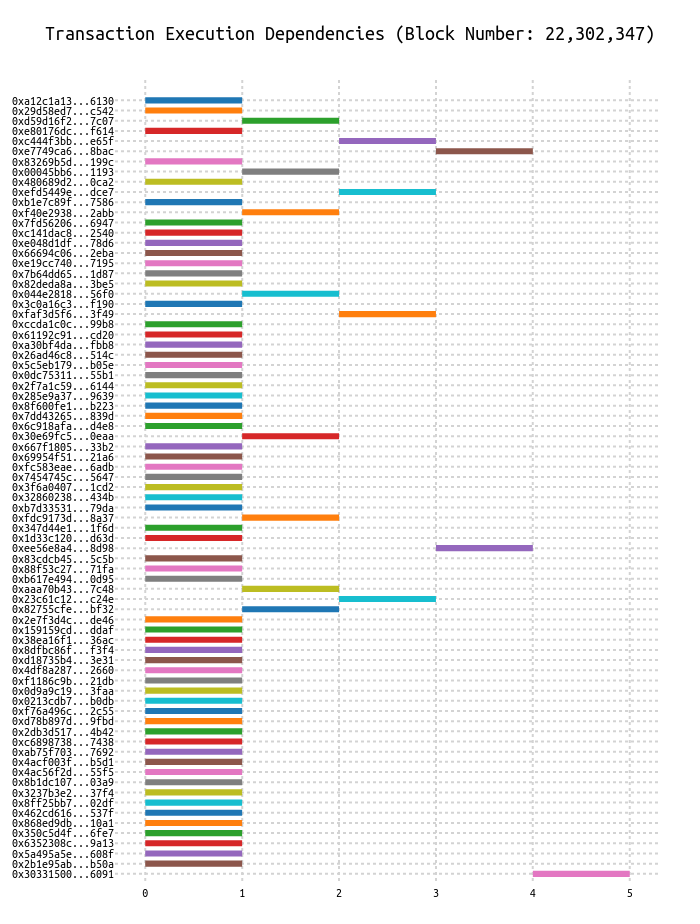 Transaction Execution Dependencies (Block Number: 22,302,347)
0xa12c1a13...6130
0x29d58ed7...c542
0xd59d16f2...7c07
0xe80176dc...f614
0xc444f3bb...e65f
0xe7749ca6...8bac
0x83269b5d...199c
0x00045bb6...1193
0x480689d2...0ca2
0xefd5449e...dce7
0xb1e7c89f...7586
0xf40e2938...2abb
0x7fd56206...6947
0xc141dac8...2540
0xe048d1df...78d6
0x66694c06...2eba
0xe19cc740...7195
0x7b64dd65...1d87
0x82deda8a...3be5
0x044e2818...56f0
0x3c0a16c3...f190
0xfaf3d5f6...3f49
0xccda1c0c...99b8
0x61192c91...cd20
0xa30bf4da...fbb8
0x26ad46c8...514c
0x5c5eb179...b05e
0x0dc75311...55b1
0x2f7a1c59...6144
0x285e9a37...9639
0x8f600fe1...b223
0x7dd43265...839d
0x6c918afa...d4e8
0x30e69fc5...0eaa
0x667f1805...33b2
0x69954f51...21a6
0xfc583eae...6adb
0x7454745c...5647
0x3f6a0407...1cd2
0x32860238...434b
0xb7d33531...79da
0xfdc9173d...8a37
0x347d44e1...1f6d
0x1d33c120...d63d
0xee56e8a4...8d98
0x83cdcb45...5c5b
0x88f53c27...71fa
0xb617e494...0d95
0xaaa70b43...7c48
0x23c61c12...c24e
0x82755cfe...bf32
0x2e7f3d4c...de46
0x159159cd...ddaf
0x38ea16f1...36ac
0x8dfbc86f...f3f4
0xd18735b4...3e31
0x4df8a287...2660
0xf1186c9b...21db
0x0d9a9c19...3faa
0x0213cdb7...b0db
0xf76a496c...2c55
0xd78b897d...9fbd
0x2db3d517...4b42
0xc6898738...7438
0xab75f703...7692
0x4acf003f...b5d1
0x4ac56f2d...55f5
0x8b1dc107...03a9
0x3237b3e2...37f4
0x8ff25bb7...02df
0x462cd616...537f
0x868ed9db...10a1
0x350c5d4f...6fe7
0x6352308c...9a13
0x5a495a5e...608f
0x2b1e95ab...b50a
0x30331500...6091
0 1 2 3 4 5